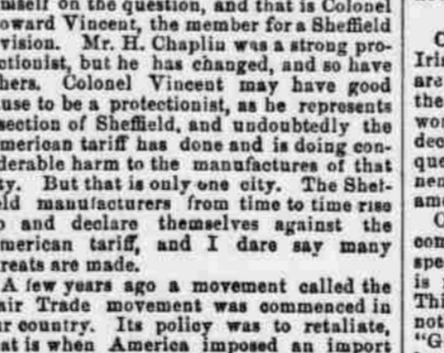 mself on the question, and that is Colonel
oward Vincent, the member for a Sheffield
vision. Mr. H. Chaplin was a strong pro-
ctionist, but he has changed, and so have
hers. Colonel Vincent may have good
use to be a protectionist, as he represents
section of Sheffield, and undoubtedly the
merican tariff has done and is doing con-
derable harm to the manufactures of that
ty. But that is only one city. The Shef-
eld manufacturers from time to time rise
p and declare themselves against the
merican tariff, and I dare say many
reats are made.
A few years ago a movement called the
air Trade movement was commenced in
ur country. Its policy was to retaliate,
at is when America imposed an import
C
Iri
are
the
wor
dec
que
nen
ame
C
com
spe
is
Thi
not
"G